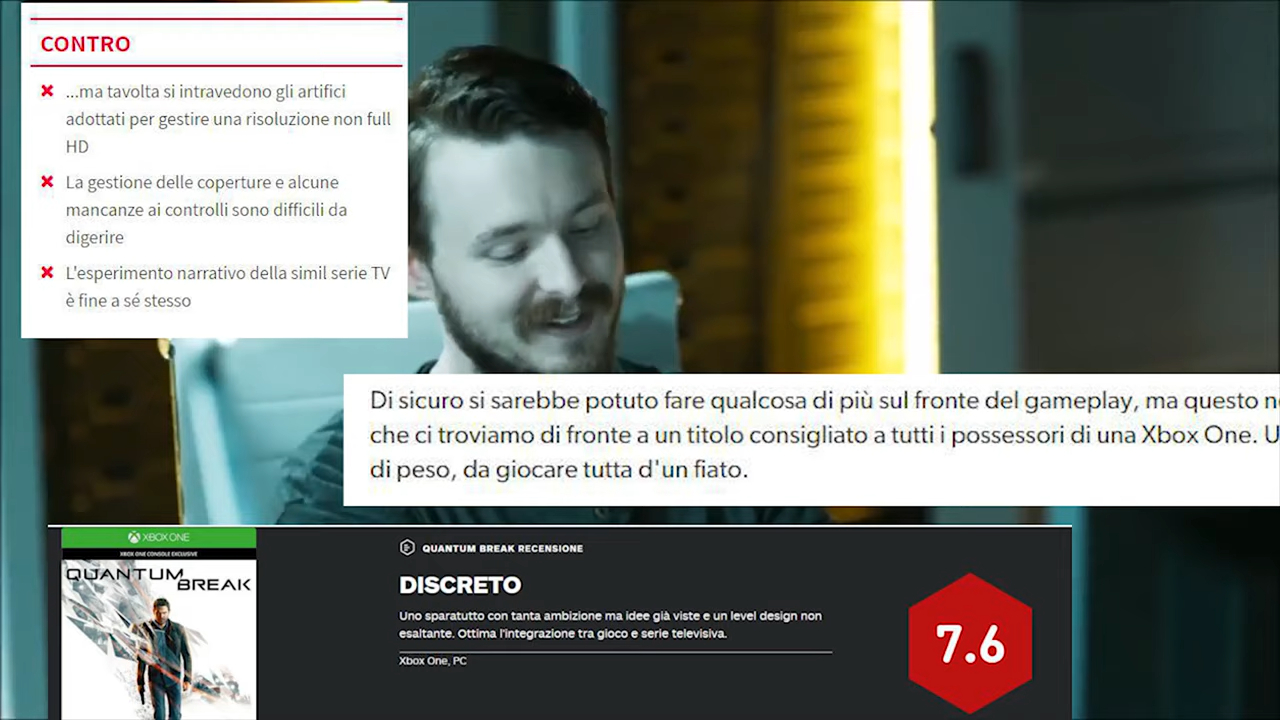 CONTRO
...ma tavolta si intravedono gli artifici
adottati per gestire una risoluzione non full
HD
La gestione delle coperture e alcune
mancanze ai controlli sono difficili da
digerire
L'esperimento narrativo della simil serie TV
è fine a sé stesso
Di sicuro si sarebbe potuto fare qualcosa di più sul fronte del gameplay, ma questo
che ci troviamo di fronte a un titolo consigliato a tutti i possessori di una Xbox One.
di peso, da giocare tutta d'un fiato.
XBOX ONE
XBOX ONE CONSOLE EXCLUSIVE
QUANTUM
BREAK
QUANTUM BREAK RECENSIONE
DISCRETO
Uno sparatutto con tanta ambizione ma idee già viste e un level design non
esaltante. Ottima l'integrazione tra gioco e serie televisiva.
Xbox One, PC
7.6